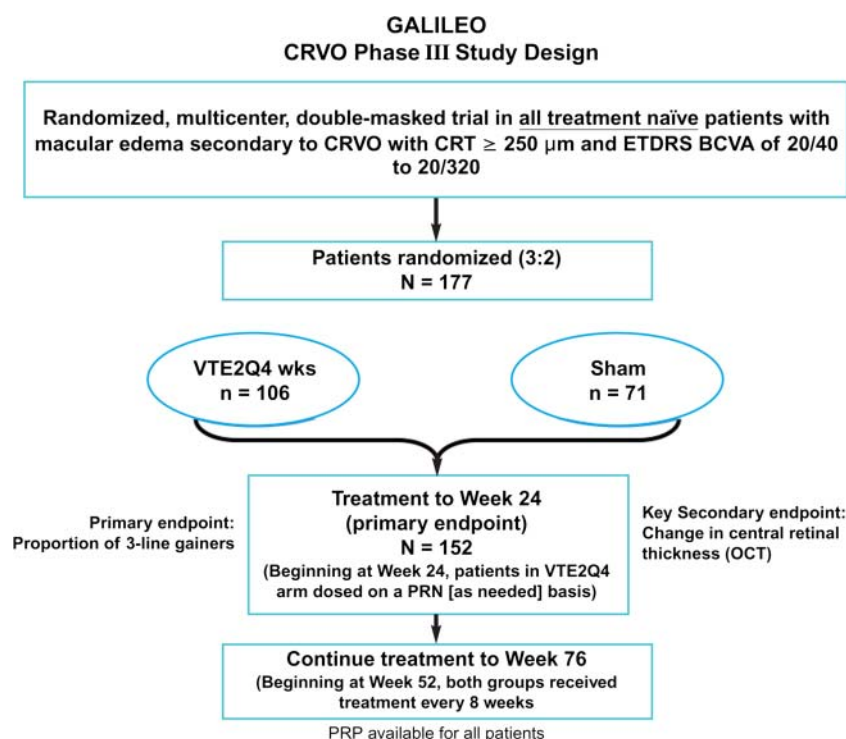 GALILEO
CRVO Phase III Study Design
Randomized, multicenter, double-masked trial in all treatment naïve patients with
macular edema secondary to CRVO with CRT ≥ 250 μm and ETDRS BCVA of 20/40
to 20/320
Patients randomized (3:2)
N = 177
VTE2Q4 wks
n = 106
Sham
n = 71
Primary endpoint:
Proportion of 3-line gainers
Treatment to Week 24
(primary endpoint)
N = 152
(Beginning at Week 24, patients in VTE2Q4
arm dosed on a PRN [as needed] basis)
Key Secondary endpoint:
Change in central retinal
thickness (OCT)
Continue treatment to Week 76
(Beginning at Week 52, both groups received
treatment every 8 weeks
PRP available for all patients